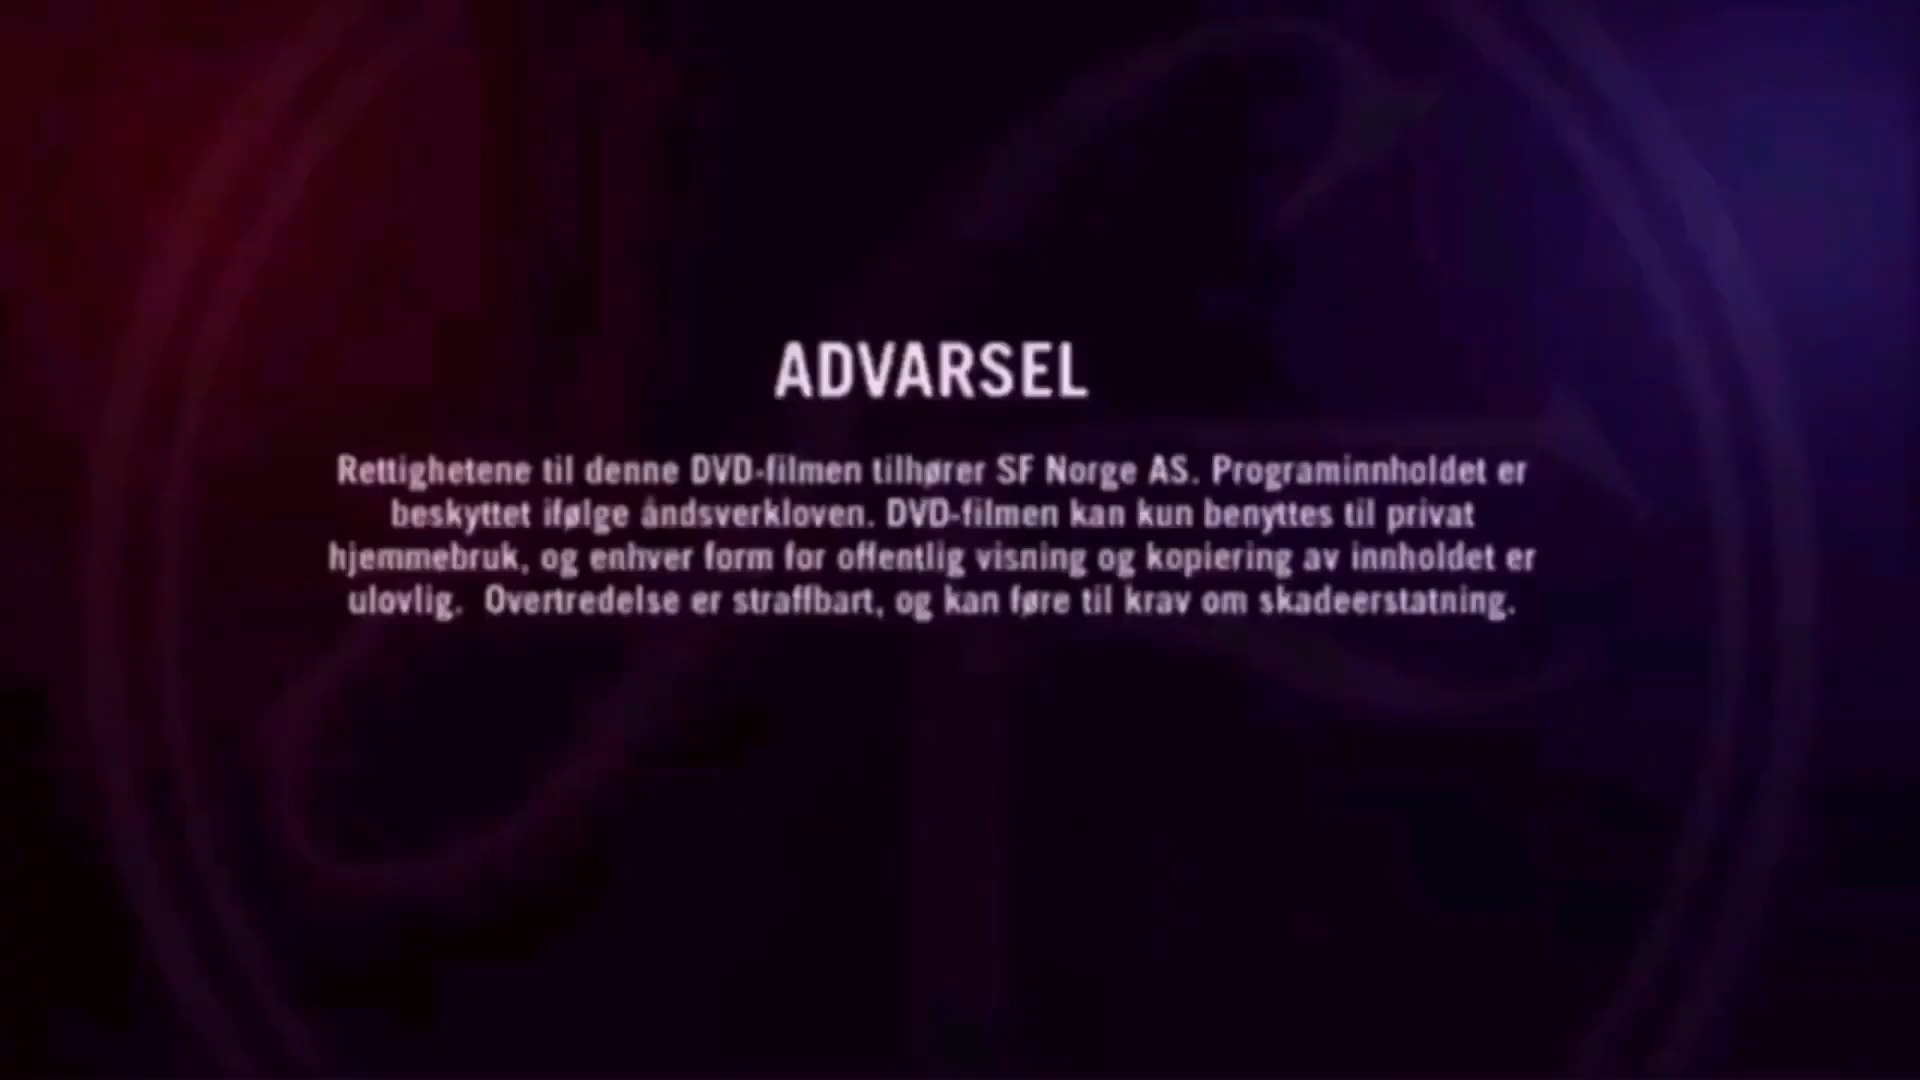 ADVARSEL
Rettighetene til denne DVD-filmen tilhører SF Norge AS. Programinnholdet er
beskyttet ifølge åndsverkloven. DVD-filmen kan kun benyttes til privat
hjemmebruk, og enhver form for offentlig visning og kopiering av innholdet er
ulovlig.  Overtredelse er straffbart, og kan føre til krav om skadeerstatning.